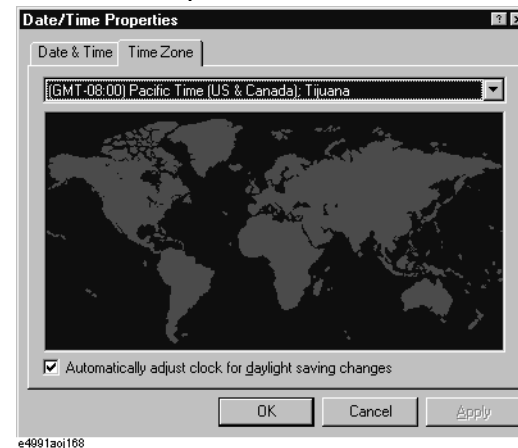 Date/Time Properties
Date & Time Time Zone
(GMT-08:00) Pacific Time (US & Canada); Tijuana
Automatically adjust clock for daylight saving changes
OK Cancel Apply
e4991aoj168